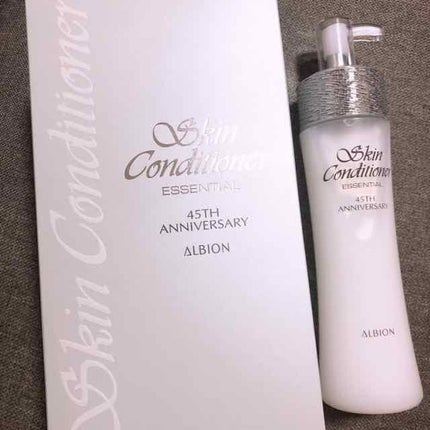 Skin Conditioner
Skin
Conditioner
ESSENTIAL
45TH
ANNIVERSARY
ALBION
Skin
Conditioner
ESSENTIAL
45TH
ANNIVERSARY
ALBION